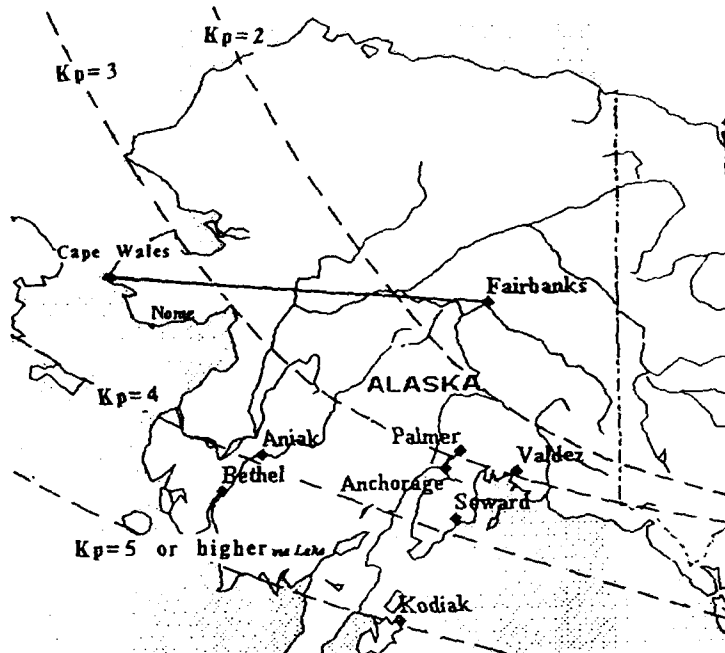 Kp=2
Kp=3
Cape Wales
Fairbanks
Nome
ALASKA
Kp=4
Aniak
Palmer
Valdez
Bethel
Anchorage
Seward
Kp=5 or higher
Kodiak